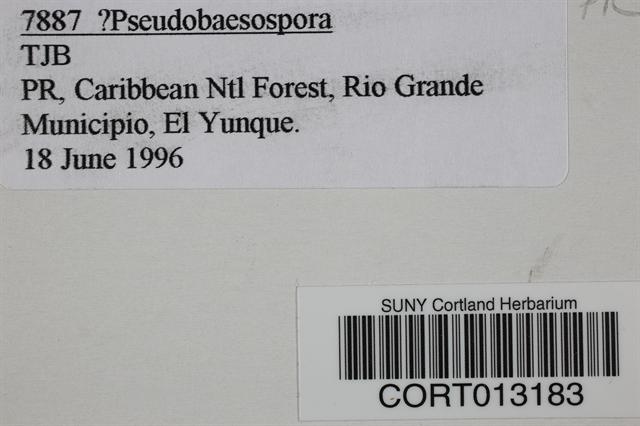 7887 ?Pseudobaesospora
TJB
PR, Caribbean Ntl Forest, Rio Grande
Municipio, El Yunque.
18 June 1996
SUNY Cortland Herbarium
CORT013183